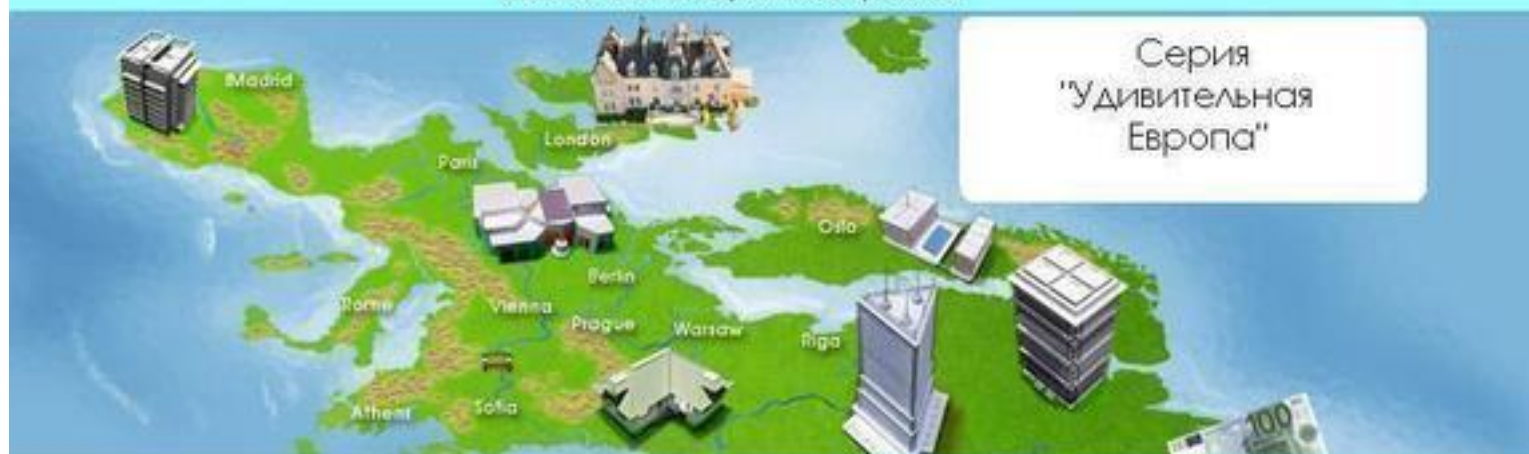 Серия
"Удивительная
Европа"
Madrid
London
Paris
Oslo
Berlin
Rome
Vienna
Prague
Warsaw
Riga
Athens
Sofia
100